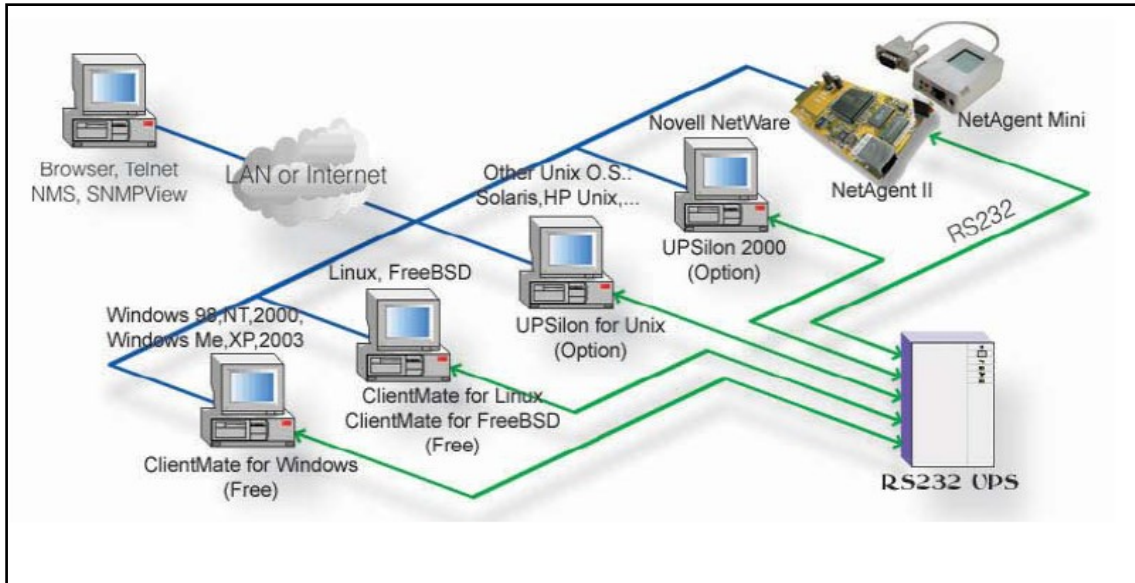 Browser, Telnet
NMS, SNMPView
LAN or Internet
Novell NetWare
NetAgent Mini
NetAgent II
Other Unix O.S.:
Solaris,HP Unix,...
UPSilon 2000
(Option)
RS232
Linux, FreeBSD
UPSilon for Unix
(Option)
Windows 98,NT,2000,
Windows Me,XP,2003
ClientMate for Linux
ClientMate for FreeBSD
(Free)
ClientMate for Windows
(Free)
RS232 UPS